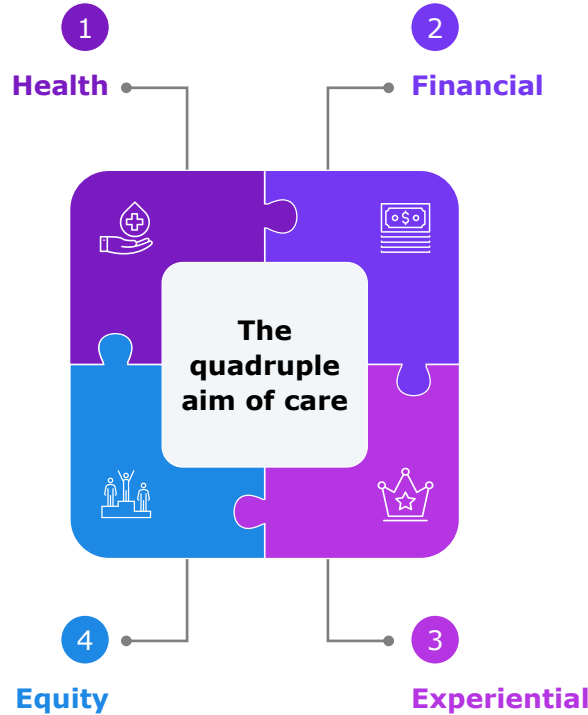 1
Health
2
Financial
The
quadruple
aim of care
4
Equity
3
Experiential